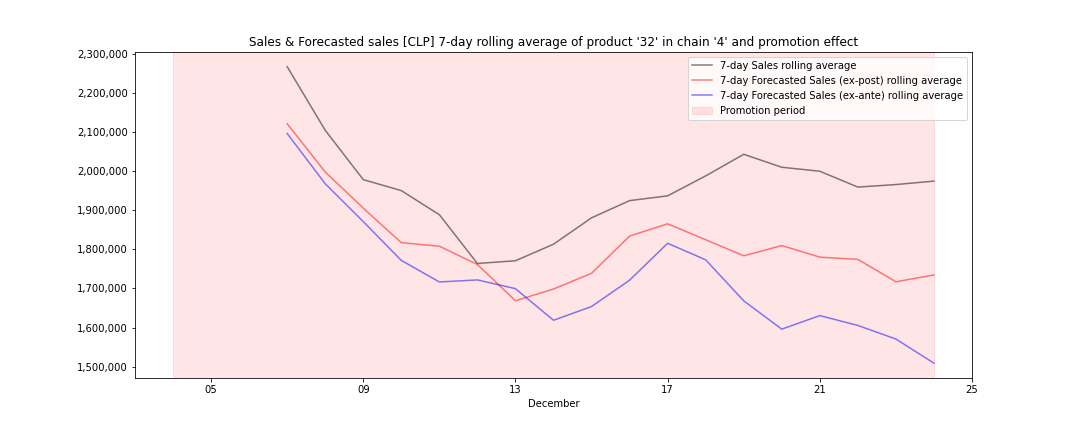 Sales & Forecasted sales [CLP] 7-day rolling average of product '32' in chain '4' and promotion effect
2,300,000
2,200,000
2,100,000
2,000,000
1,900,000
1,800,000
1,700,000
1,600,000
1,500,000
7-day Sales rolling average
7-day Forecasted Sales (ex-post) rolling average
7-day Forecasted Sales (ex-ante) rolling average
Promotion period
05 09 13 17 21 25
December